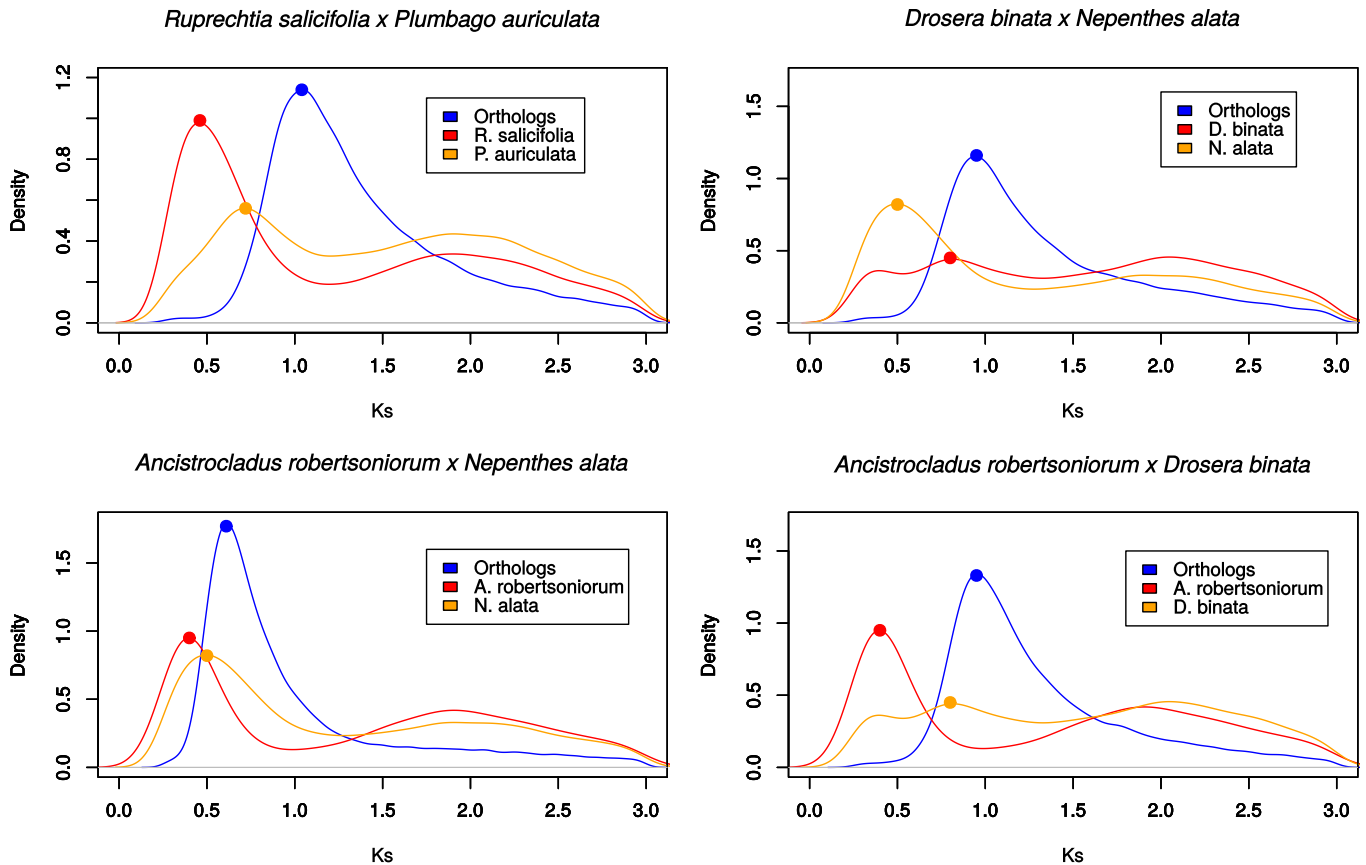 Ruprechtia salicifolia x Plumbago auriculata
Density
0.0
0.4
0.8
1.2
Orthologs
R. salicifolia
P. auriculata
0.0 0.5 1.0 1.5 2.0 2.5 3.0
Ks
Drosera binata x Nepenthes alata
Density
0.0
0.5
1.0
1.5
Orthologs
D. binata
N. alata
0.0 0.5 1.0 1.5 2.0 2.5 3.0
Ks
Ancistrocladus robertsoniorum x Nepenthes alata
Density
0.0
0.5
1.0
1.5
Orthologs
A. robertsoniorum
N. alata
0.0 0.5 1.0 1.5 2.0 2.5 3.0
Ks
Ancistrocladus robertsoniorum x Drosera binata
Density
0.0
0.5
1.0
1.5
Orthologs
A. robertsoniorum
D. binata
0.0 0.5 1.0 1.5 2.0 2.5 3.0
Ks